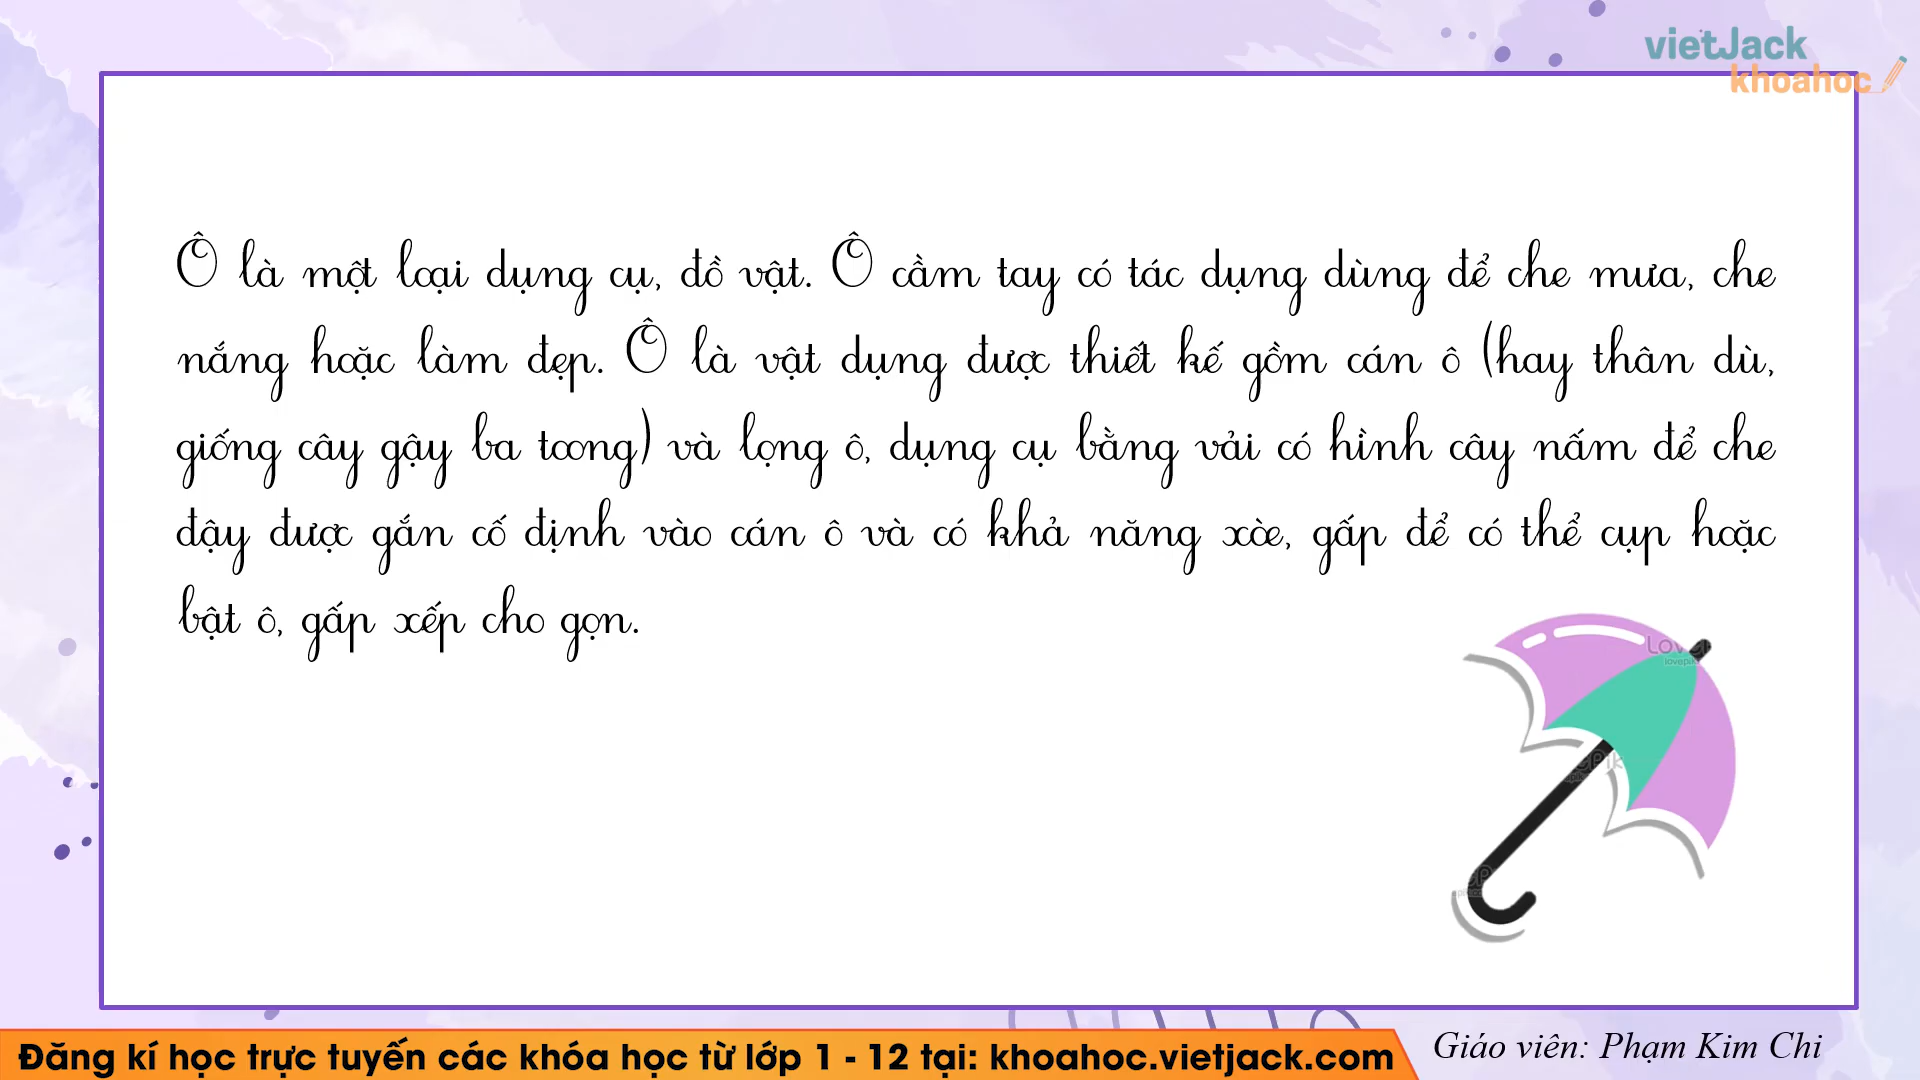 vietJack
khoahoc
Ô là một loại dụng cụ, đồ vật. Ô cầm tay có tác dụng dùng để che mưa, che
nắng hoặc làm đẹp. Ô là vật dụng được thiết kế gồm cán ô (hay thân dù,
giống cây gậy ba toong) và lọng ô, dụng cụ bằng vải có hình cây nấm để che
đậy được gắn cố định vào cán ô và có khả năng xòe, gấp để có thể cụp hoặc
bật ô, gấp xếp cho gọn.
Đăng kí học trực tuyến các khóa học từ lớp 1 - 12 tại: khoahoc.vietjack.com
Giáo viên: Phạm Kim Chi